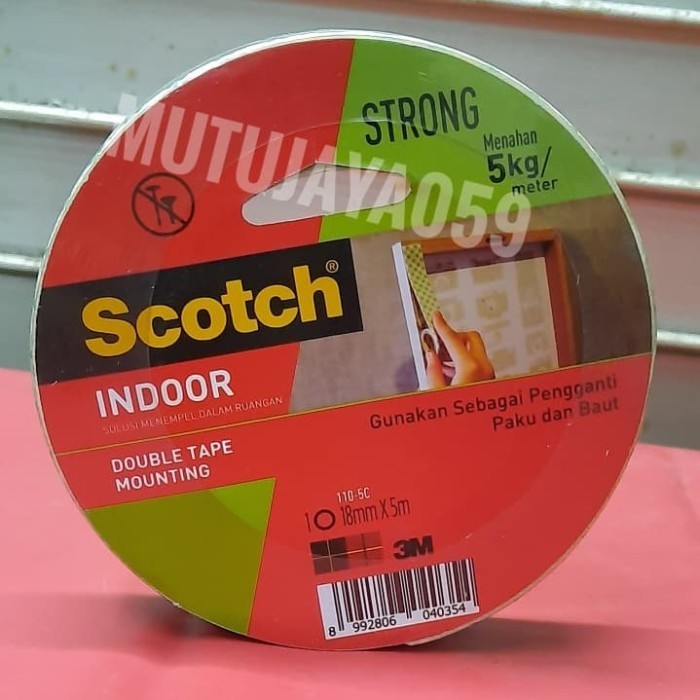 STRONG
Menahan
5kg/
meter
MUTUJAYA059
Scotch®
INDOOR
SOLUSI MENEMPEL DALAM RUANGAN
Gunakan Sebagai Pengganti
Paku dan Baut
DOUBLE TAPE
MOUNTING
110-5C
1 18mm X 5m
3M
8 992806 040354